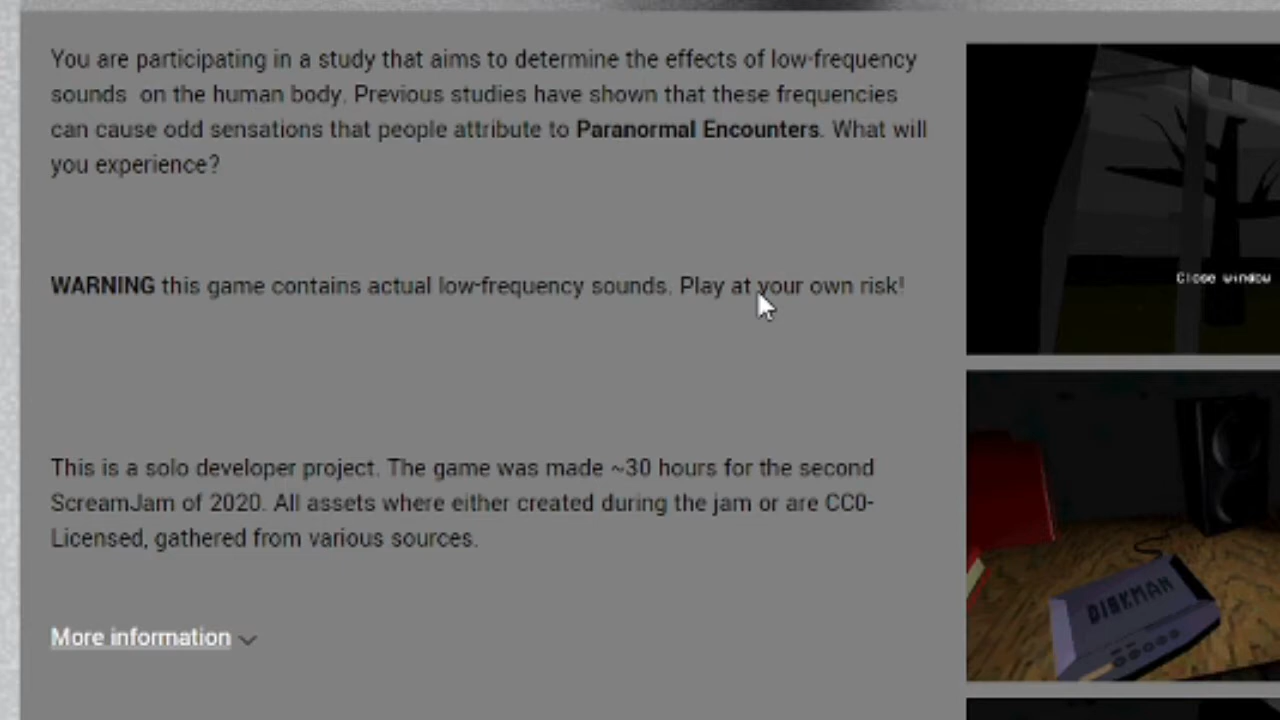 You are participating in a study that aims to determine the effects of low-frequency
sounds on the human body. Previous studies have shown that these frequencies
can cause odd sensations that people attribute to Paranormal Encounters. What will
you experience?
WARNING this game contains actual low-frequency sounds. Play at your own risk!
Close window
This is a solo developer project. The game was made ~30 hours for the second
ScreamJam of 2020. All assets where either created during the jam or are CC0-
Licensed, gathered from various sources.
DISKMAN
More information